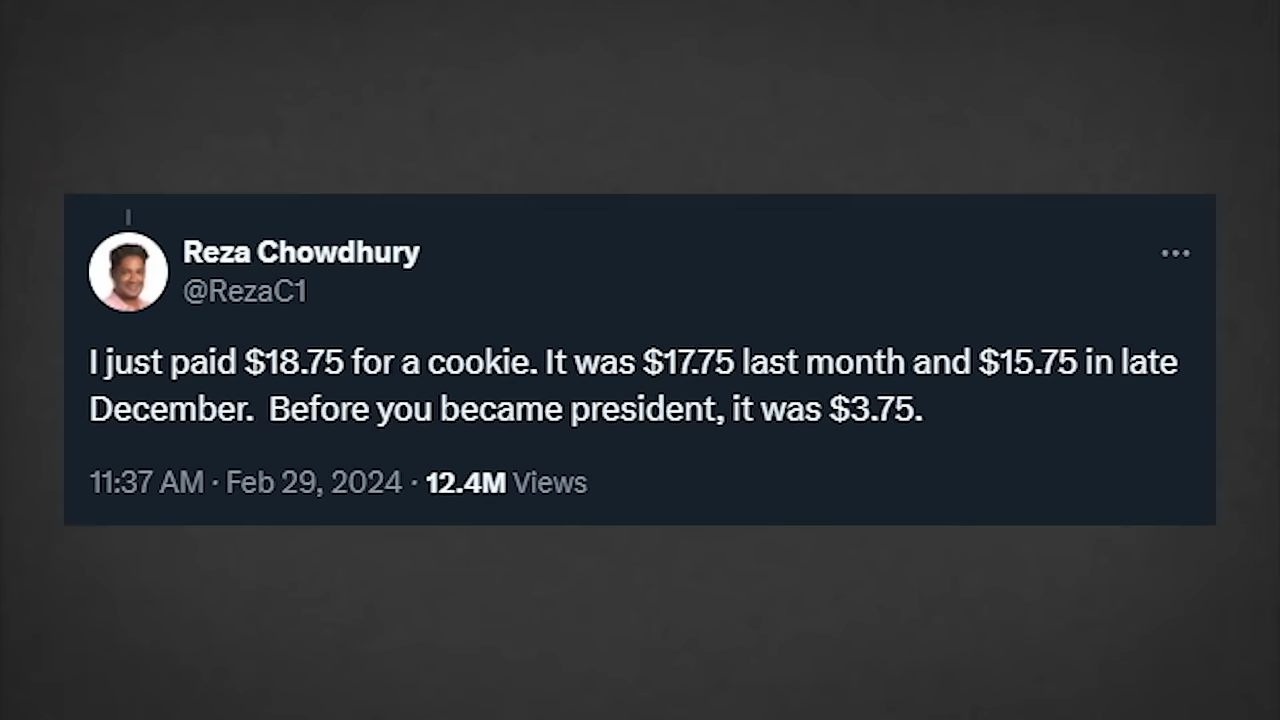 Reza Chowdhury
@RezaC1
I just paid $18.75 for a cookie. It was $17.75 last month and $15.75 in late
December.  Before you became president, it was $3.75.
11:37 AM · Feb 29, 2024 · 12.4M Views